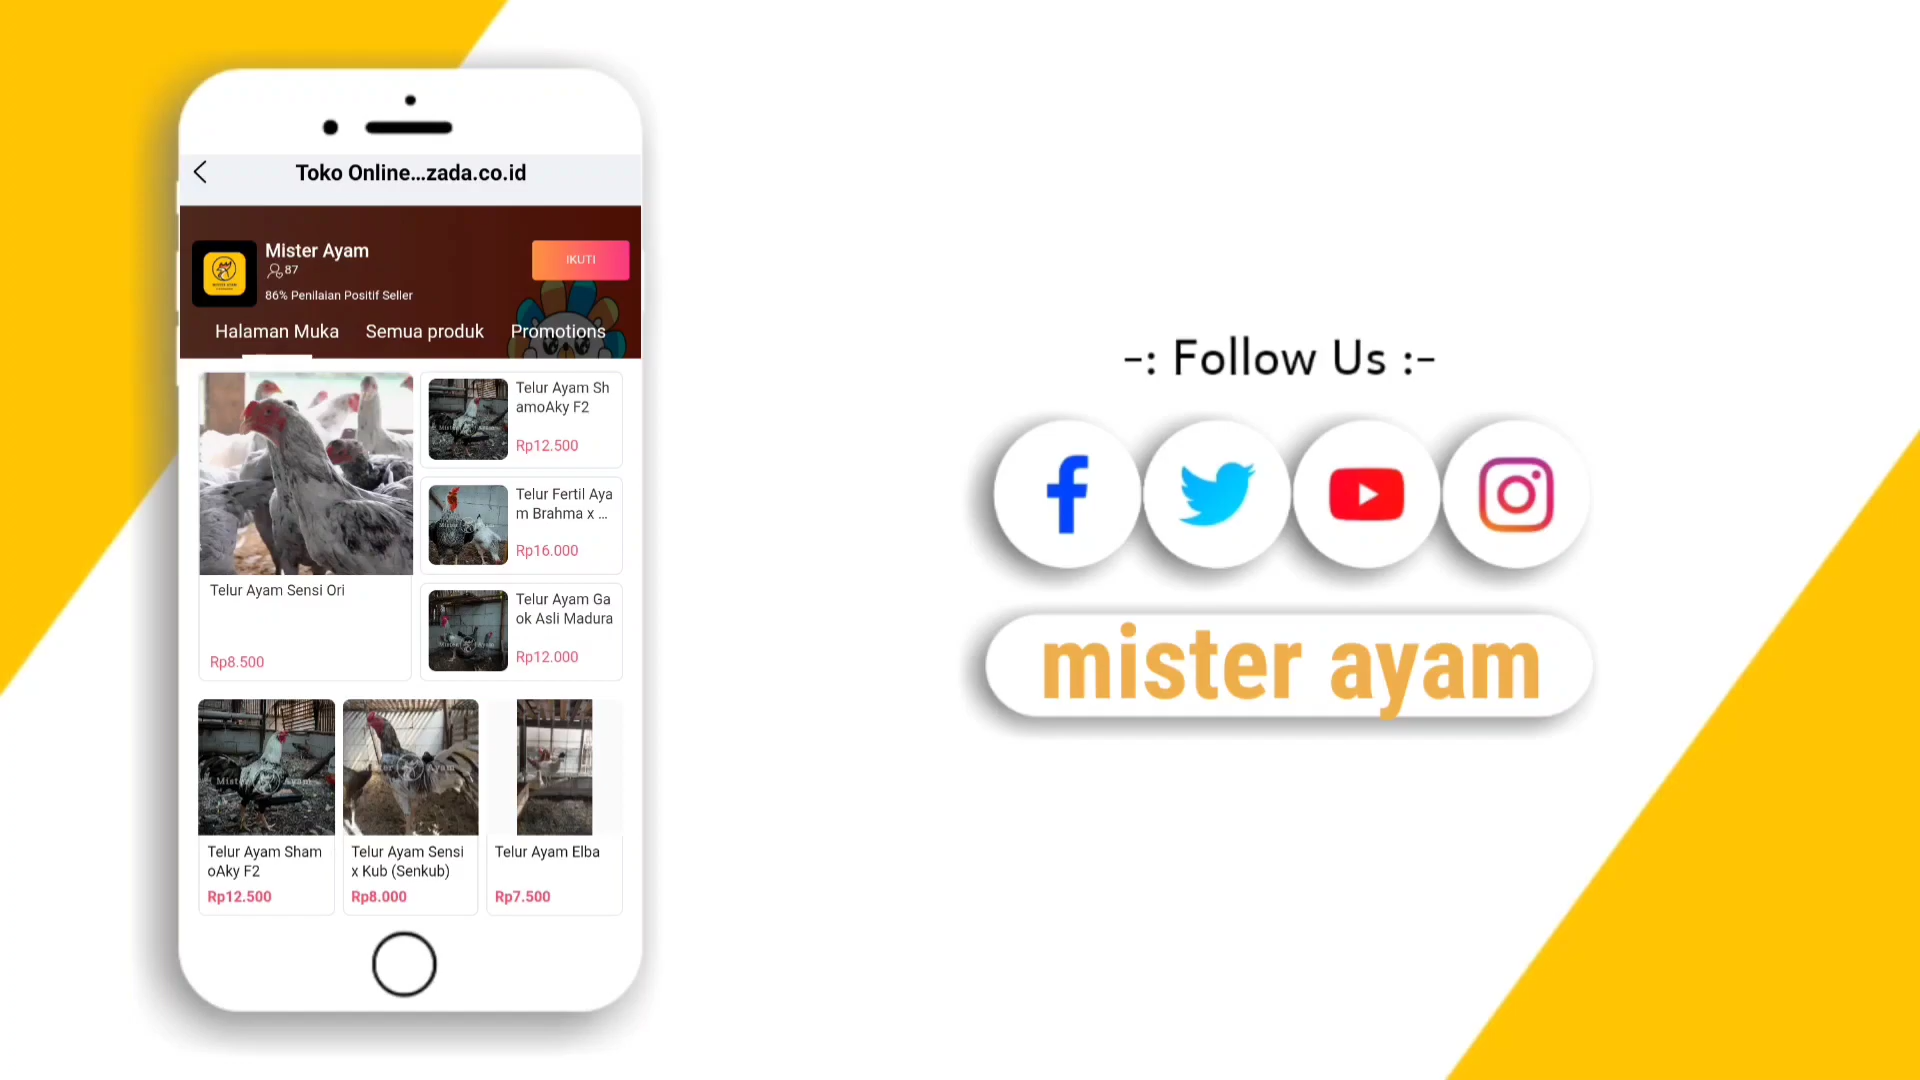 Toko Online...zada.co.id
Mister Ayam
87
IKUTI
86% Penilaian Positif Seller
Halaman Muka
Semua produk
Promotions
Telur Ayam Sensi Ori
Rp8.500
Telur Ayam Sh
amoAky F2
Rp12.500
Telur Fertil Aya
m Brahma x ...
Rp16.000
Telur Ayam Ga
ok Asli Madura
Rp12.000
Mister Ayam
Telur Ayam Sham
oAky F2
Rp12.500
Telur Ayam Sensi
x Kub (Senkub)
Rp8.000
Telur Ayam Elba
Rp7.500
-: Follow Us :-
mister ayam